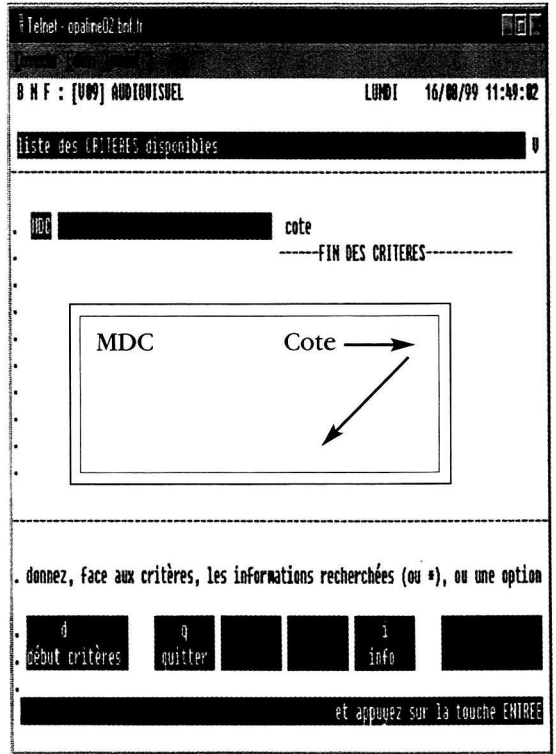 Telnet - opaline02.bnf.fr
B N F : [V09] AUDIOVISUEL LUNDI 16/08/99 11:49:02
liste des CRITERES disponibles V
. MDC cote
. ------FIN DES CRITERES-------------
MDC Cote
. donnez, face aux critères, les informations recherchées (ou *), ou une option
. d q i
. début critères quitter info
et appuyez sur la touche ENTREE